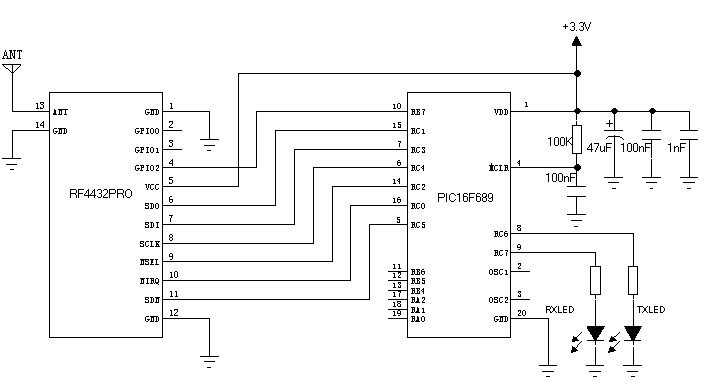 +3.3V
ANT
13 ANT
14 GND
RF4432PRO
GND 1
GPIO0 2
GPIO1 3
GPIO2 4
VCC 5
SDO 6
SDI 7
SCLK 8
NSEL 9
NIRQ 10
SDN 11
GND 12
10 RB7
15 RC1
7 RC3
6 RC4
14 RC2
16 RC0
5 RC5
11 RB6
12 RB5
13 RB4
17 RA2
18 RA1
19 RA0
PIC16F689
VDD 1
MCLR 4
RC6 8
RC7 9
OSC1 2
OSC2 3
GND 20
100K
100nF
+
47uF
100nF
1nF
RXLED
TXLED